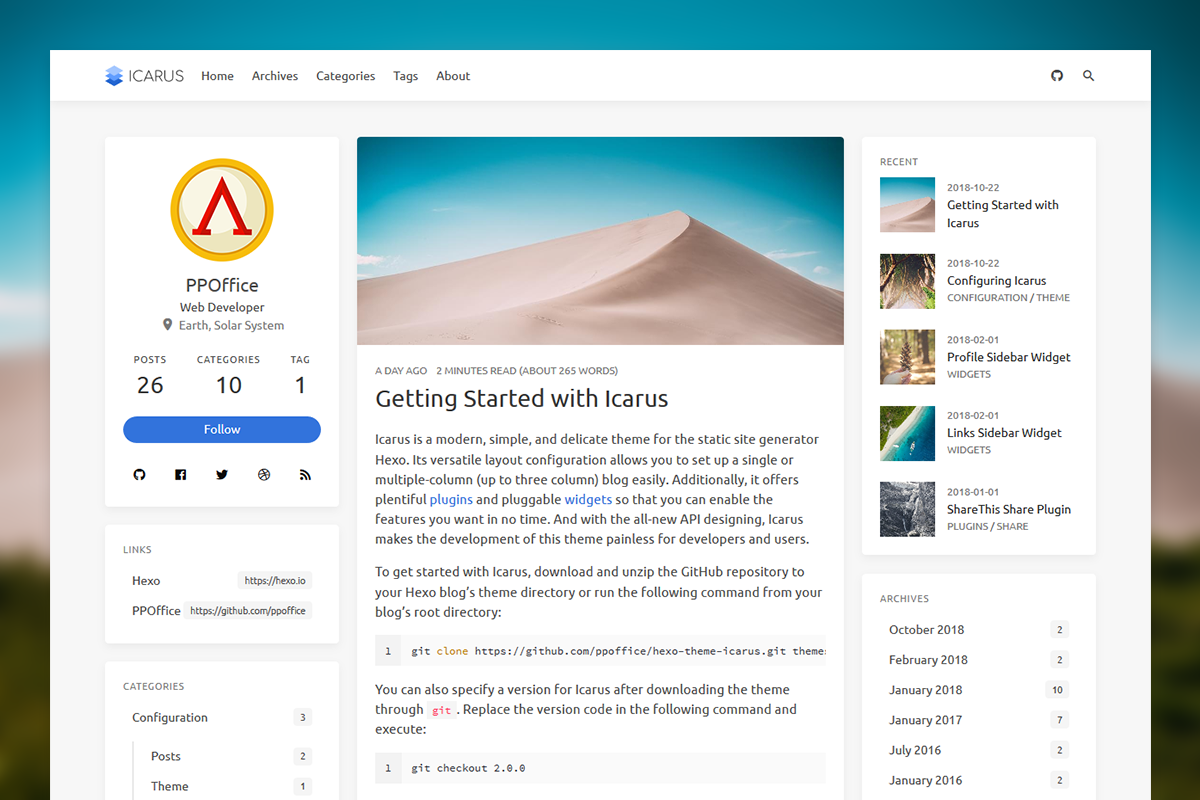 ICARUS Home Archives Categories Tags About
PPOffice
Web Developer
Earth, Solar System
POSTS CATEGORIES TAG
26 10 1
Follow
LINKS
Hexo https://hexo.io
PPOffice https://github.com/ppoffice
CATEGORIES
Configuration 3
Posts 2
Theme 1
A DAY AGO 2 MINUTES READ (ABOUT 265 WORDS)
Getting Started with Icarus
Icarus is a modern, simple, and delicate theme for the static site generator
Hexo. Its versatile layout configuration allows you to set up a single or
multiple-column (up to three column) blog easily. Additionally, it offers
plentiful plugins and pluggable widgets so that you can enable the
features you want in no time. And with the all-new API designing, Icarus
makes the development of this theme painless for developers and users.
To get started with Icarus, download and unzip the GitHub repository to
your Hexo blog’s theme directory or run the following command from your
blog’s root directory:
1 git clone https://github.com/ppoffice/hexo-theme-icarus.git
You can also specify a version for Icarus after downloading the theme
through git . Replace the version code in the following command and
execute:
1 git checkout 2.0.0
RECENT
2018-10-22
Getting Started with
Icarus
2018-10-22
Configuring Icarus
CONFIGURATION / THEME
2018-02-01
Profile Sidebar Widget
WIDGETS
2018-02-01
Links Sidebar Widget
WIDGETS
2018-01-01
ShareThis Share Plugin
PLUGINS / SHARE
ARCHIVES
October 2018 2
February 2018 2
January 2018 10
January 2017 7
July 2016 2
January 2016 2